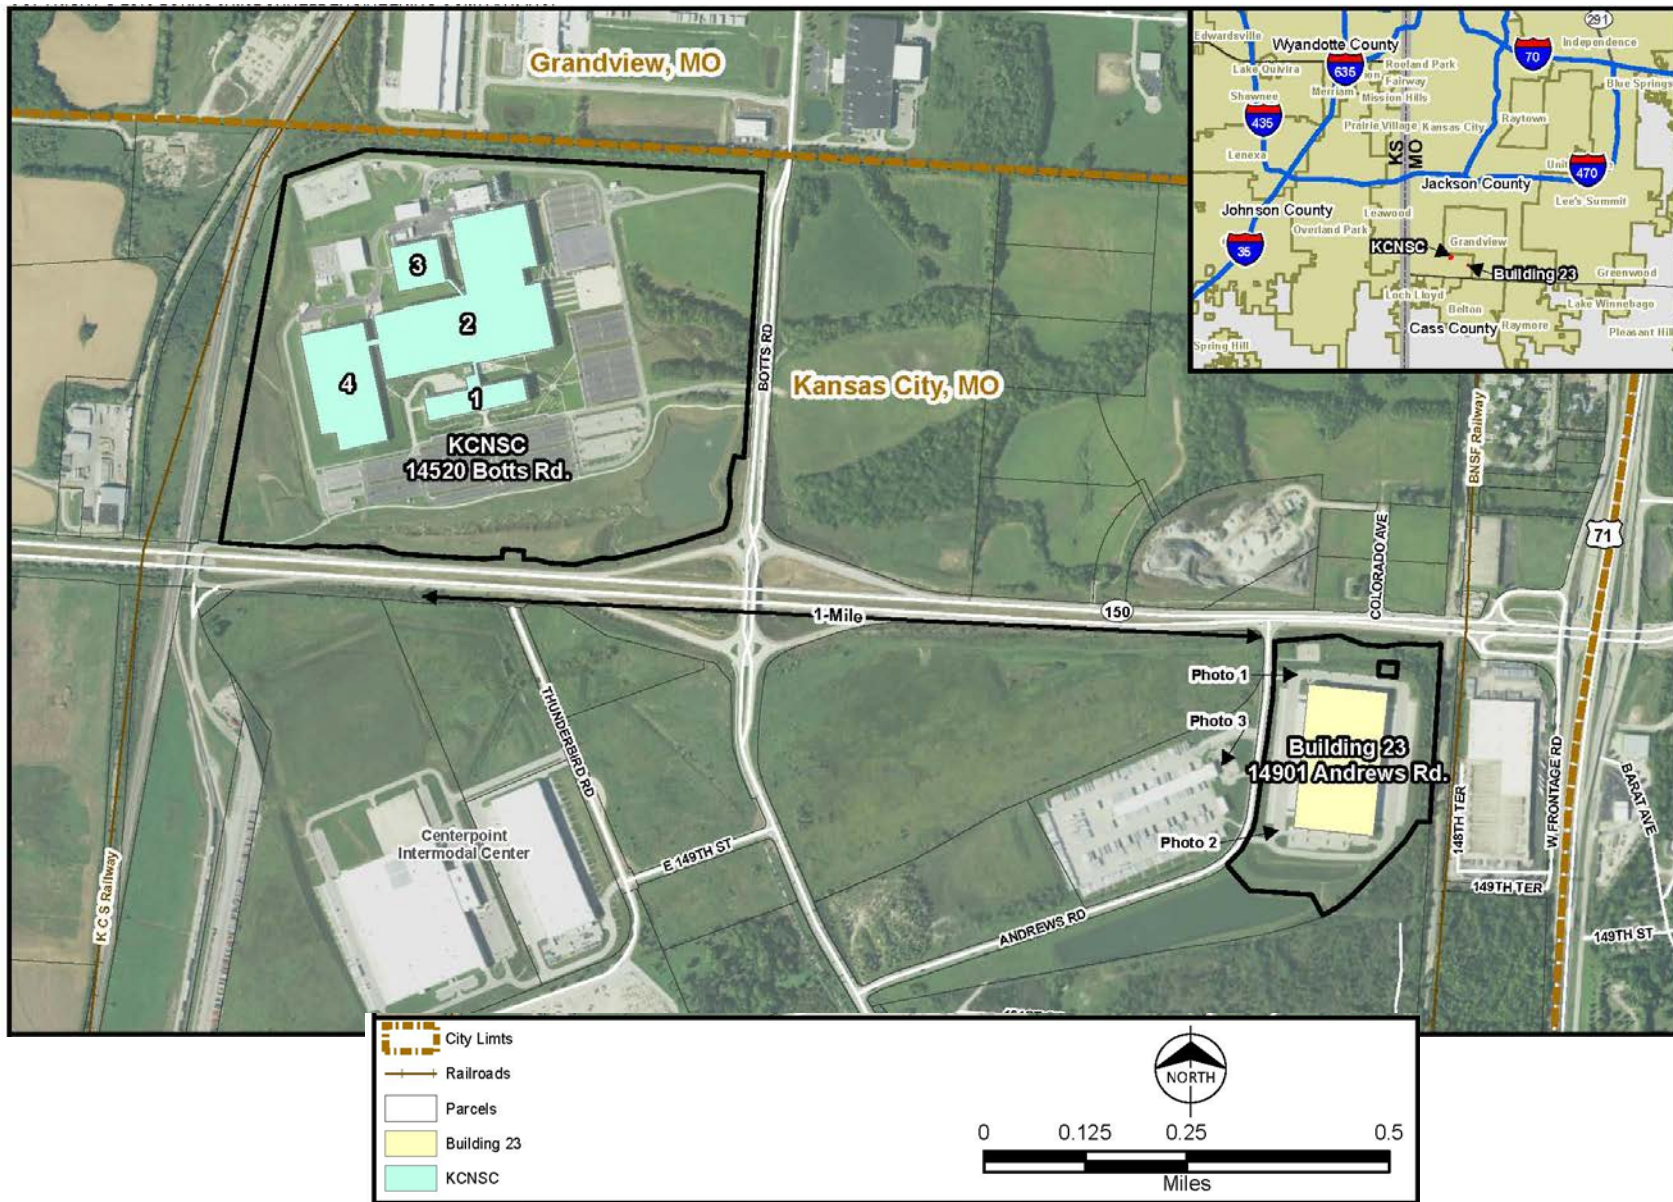 Grandview, MO
Kansas City, MO
3
2
4
1
KCNSC
14520 Botts Rd.
BOTTS RD
1-Mile
150
COLORADO AVE
BNSF Railway
71
THUNDERBIRD RD
E 149TH ST
Centerpoint
Intermodal Center
K C S Railway
ANDREWS RD
Photo 1
Photo 3
Photo 2
Building 23
14901 Andrews Rd.
148TH TER
149TH TER
W FRONTAGE RD
BARAT AVE
149TH ST
291
Edwardsville
Wyandotte County
Independence
70
Lake Quivira
635
Roeland Park
Fairway
Merriam
Mission Hills
Blue Springs
Shawnee
435
Prairie Village
Kansas City
Raytown
KS
MO
Lenexa
470
Jackson County
Lee's Summit
Johnson County
Leawood
Overland Park
35
KCNSC
Grandview
Building 23
Greenwood
Loch Lloyd
Lake Winnebago
Belton
Cass County
Raymore
Pleasant Hill
Spring Hill
City Limts
Railroads
Parcels
Building 23
KCNSC
NORTH
0 0.125 0.25 0.5
Miles